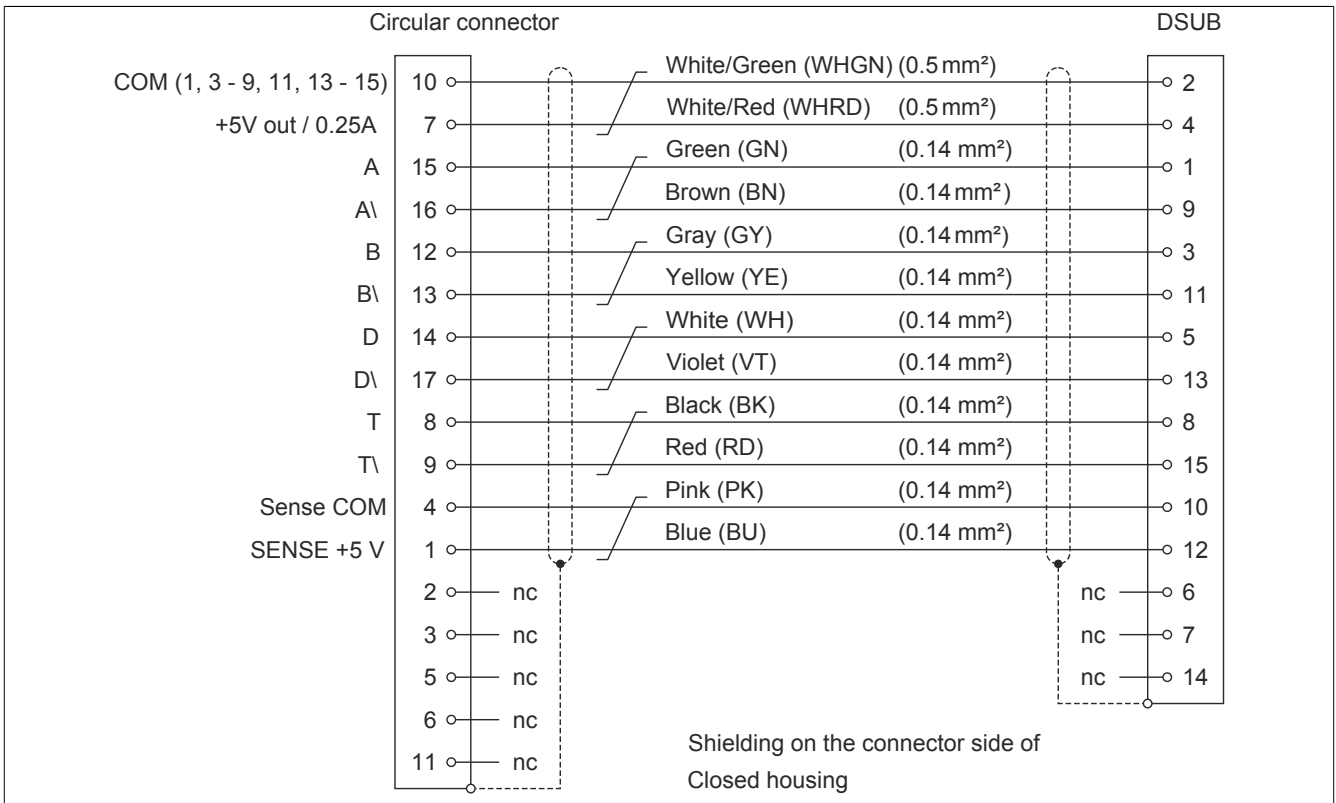 Circular connector DSUB
COM (1, 3 - 9, 11, 13 - 15) 10 White/Green (WHGN) (0.5 mm²) 2
+5V out / 0.25A 7 White/Red (WHRD) (0.5 mm²) 4
A 15 Green (GN) (0.14 mm²) 1
A\ 16 Brown (BN) (0.14 mm²) 9
B 12 Gray (GY) (0.14 mm²) 3
B\ 13 Yellow (YE) (0.14 mm²) 11
D 14 White (WH) (0.14 mm²) 5
D\ 17 Violet (VT) (0.14 mm²) 13
T 8 Black (BK) (0.14 mm²) 8
T\ 9 Red (RD) (0.14 mm²) 15
Sense COM 4 Pink (PK) (0.14 mm²) 10
SENSE +5 V 1 Blue (BU) (0.14 mm²) 12
2 nc nc 6
3 nc nc 7
5 nc nc 14
6 nc
11 nc
Shielding on the connector side of
Closed housing